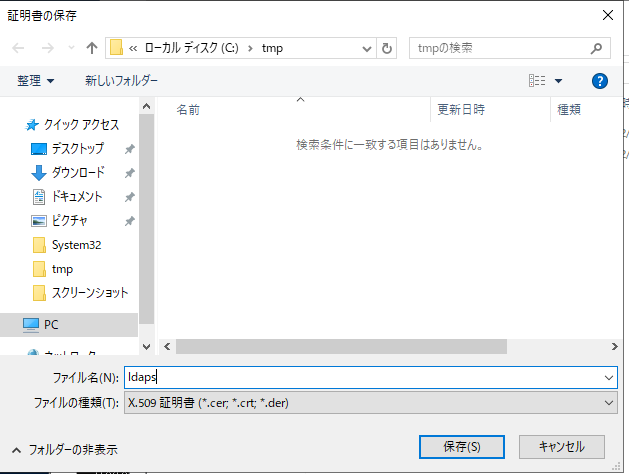 証明書の保存
« ローカル ディスク (C:) › tmp
tmpの検索
整理
新しいフォルダー
?
名前
更新日時
種類
検索条件に一致する項目はありません。
クイック アクセス
デスクトップ
ダウンロード
ドキュメント
ピクチャ
System32
tmp
スクリーンショット
PC
ネットワーク
ファイル名(N):
ldaps
ファイルの種類(T):
X.509 証明書 (*.cer; *.crt; *.der)
フォルダーの非表示
保存(S)
キャンセル